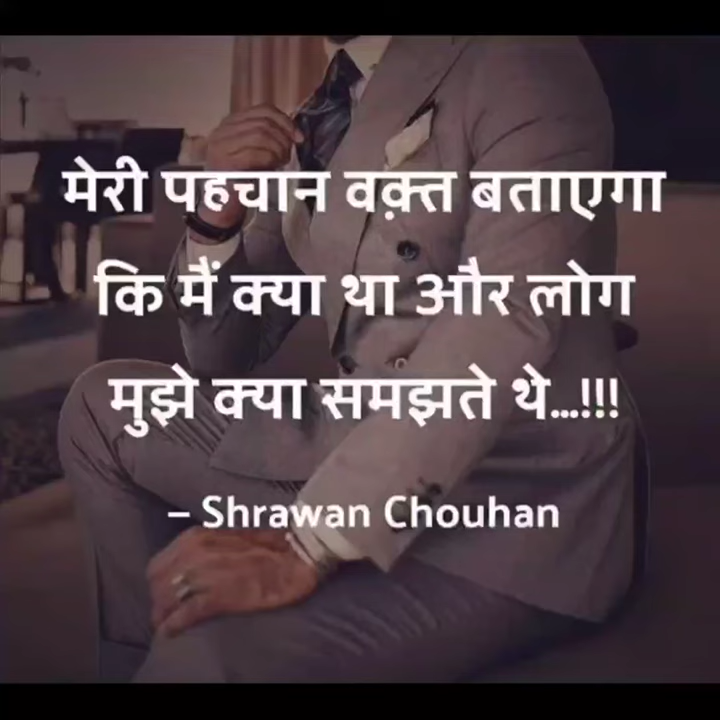 मेरी पहचान वक़्त बताएगा
कि मैं क्या था और लोग
मुझे क्या समझते थे...!!!
– Shrawan Chouhan